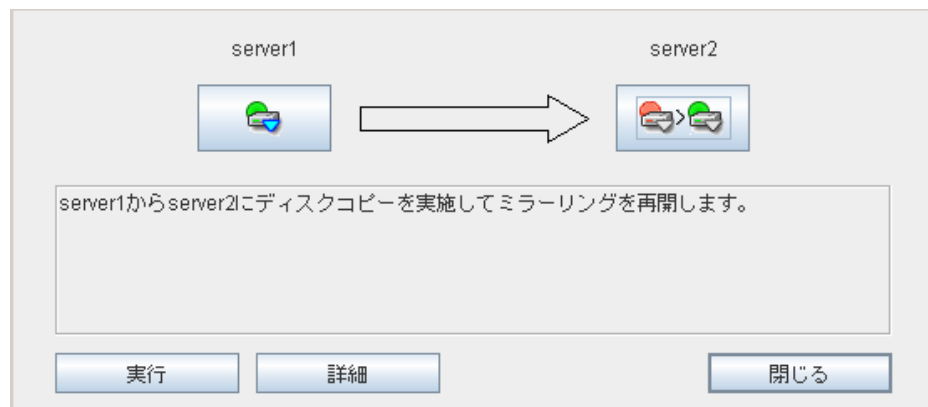 server1 server2
server1からserver2にディスクコピーを実施してミラーリングを再開します。
実行 詳細 閉じる